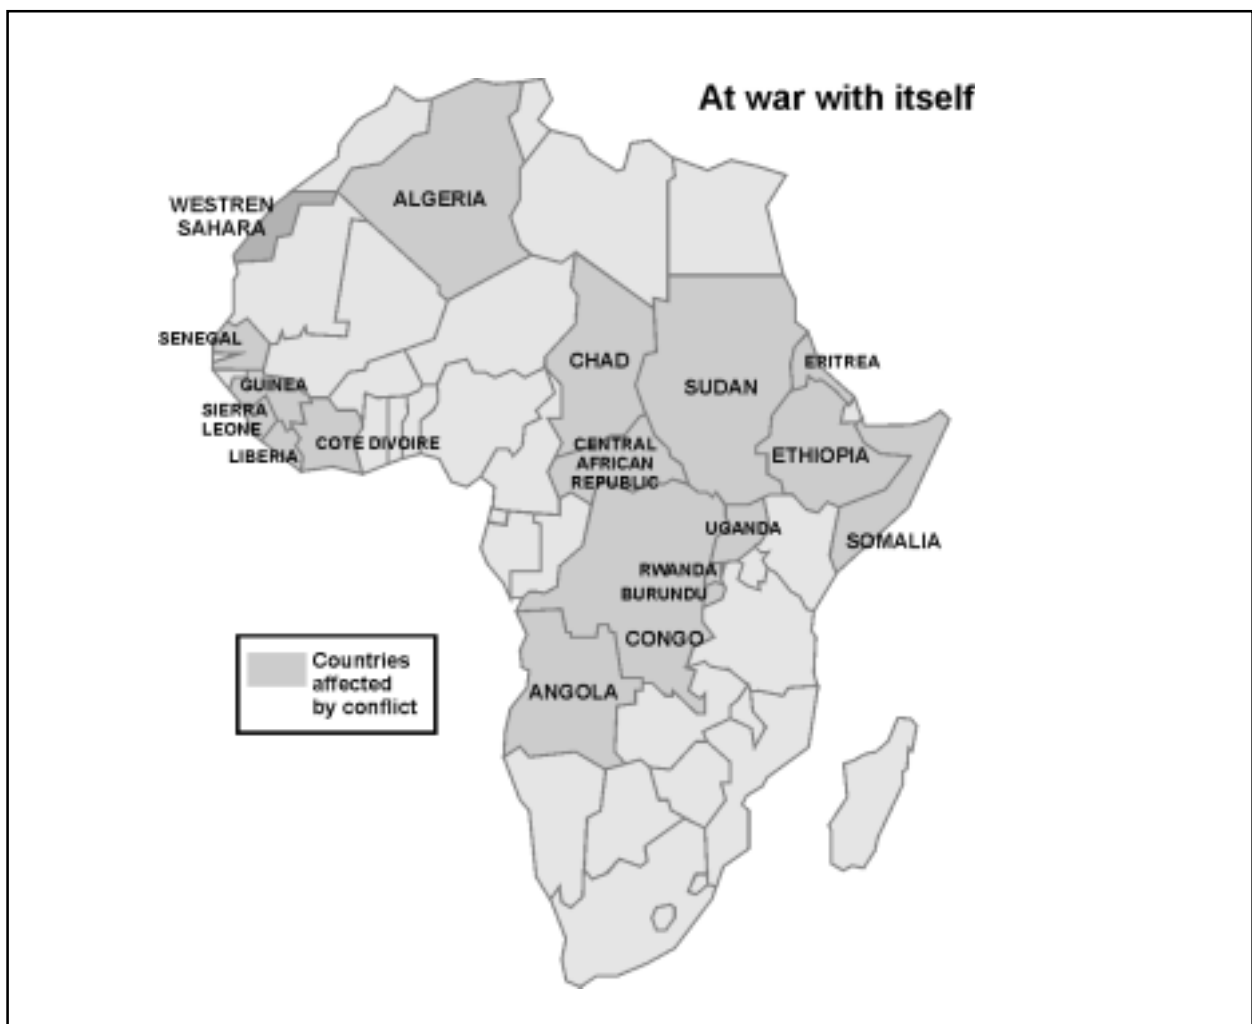 At war with itself
WESTREN
SAHARA
ALGERIA
SENEGAL
GUINEA
SIERRA
LEONE
LIBERIA
COTE DIVOIRE
CHAD
SUDAN
ERITREA
CENTRAL
AFRICAN
REPUBLIC
ETHIOPIA
UGANDA
SOMALIA
RWANDA
BURUNDU
CONGO
ANGOLA
Countries
affected
by conflict